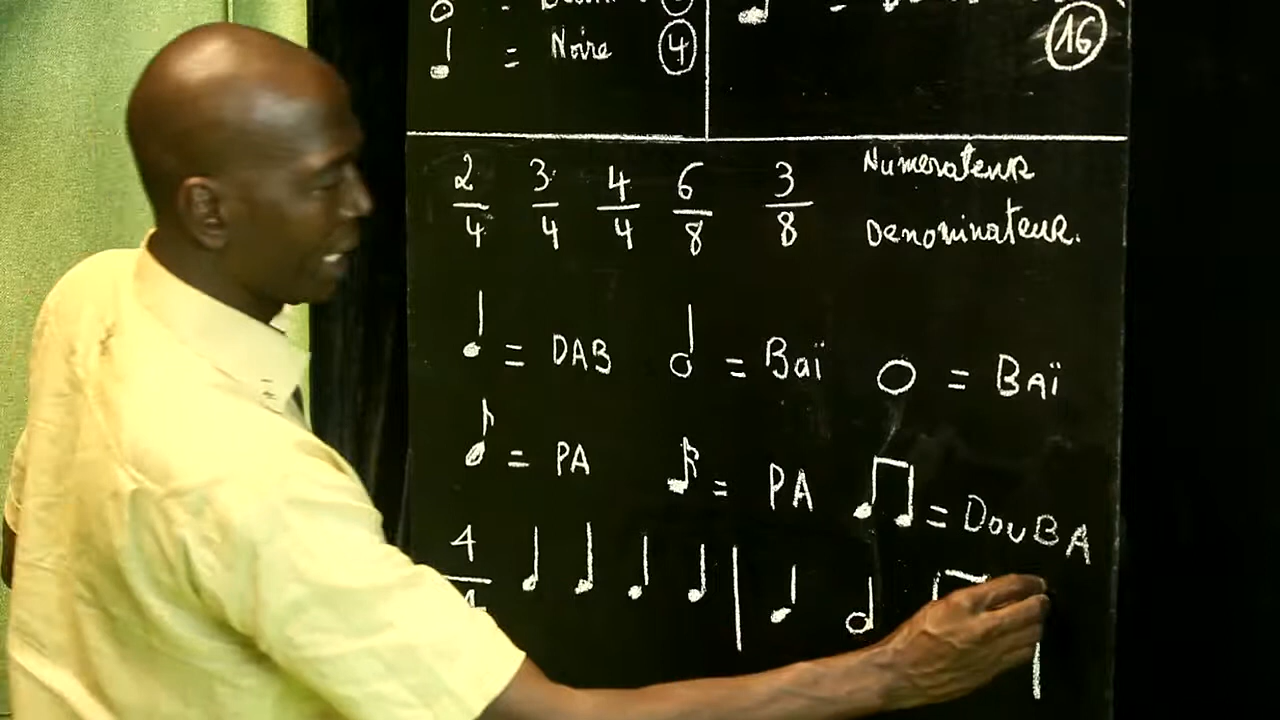 = Noire 4
16
2/4 3/4 4/4 6/8 3/8 Numerateur
Denominateur.
= DAB = Baï = BAÏ
= PA = PA = DOUBA
4/4